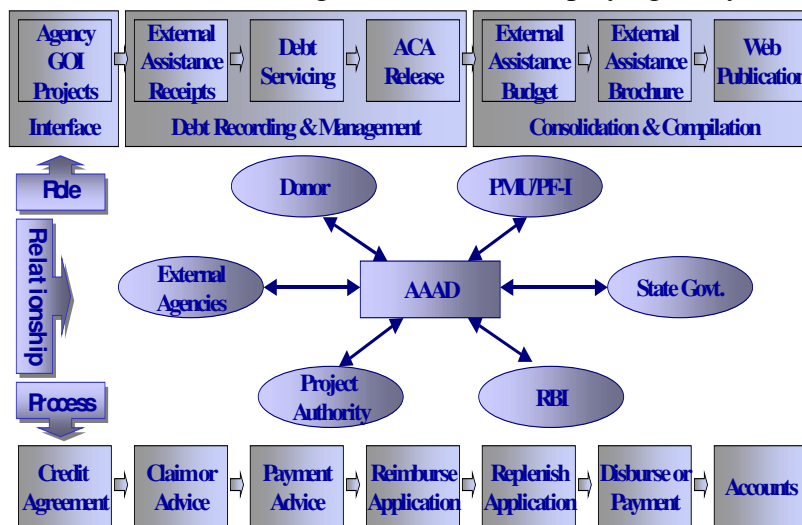 Agency
GOI
Projects
External
Assistance
Receipts
Debt
Servicing
ACA
Release
External
Assistance
Budget
External
Assistance
Brochure
Web
Publication
Interface
Debt Recording & Management
Consolidation & Compilation
Role
Relationship
Process
Donor
PMU/PF-I
External
Agencies
AAAD
State Govt.
Project
Authority
RBI
Credit
Agreement
Claim or
Advice
Payment
Advice
Reimburse
Application
Replenish
Application
Disburse or
Payment
Accounts